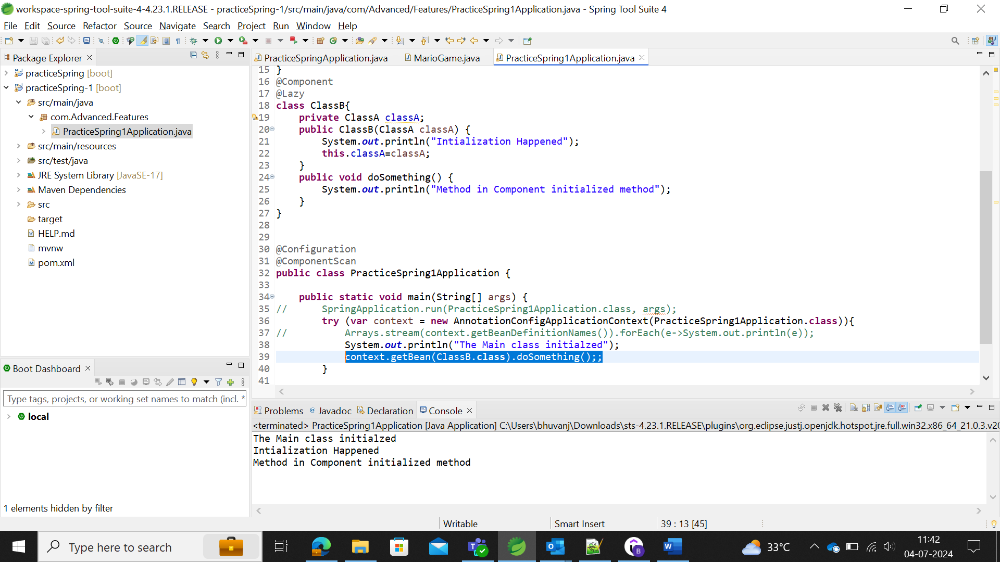 workspace-spring-tool-suite-4-4.23.1.RELEASE - practiceSpring-1/src/main/java/com/Advanced/Features/PracticeSpring1Application.java - Spring Tool Suite 4
File Edit Source Refactor Source Navigate Search Project Run Window Help
Package Explorer
practiceSpring [boot]
practiceSpring-1 [boot]
src/main/java
com.Advanced.Features
PracticeSpring1Application.java
src/main/resources
src/test/java
JRE System Library [JavaSE-17]
Maven Dependencies
src
target
HELP.md
mvnw
pom.xml
Boot Dashboard
Type tags, projects, or working set names to match (incl. *
local
1 elements hidden by filter
PracticeSpringApplication.java MarioGame.java PracticeSpring1Application.java
15 }
16 @Component
17 @Lazy
18 class ClassB{
19 private ClassA classA;
20 public ClassB(ClassA classA) {
21 System.out.println("Intialization Happened");
22 this.classA=classA;
23 }
24 public void doSomething() {
25 System.out.println("Method in Component initialized method");
26 }
27 }
28
29
30 @Configuration
31 @ComponentScan
32 public class PracticeSpring1Application {
33
34 public static void main(String[] args) {
35 // SpringApplication.run(PracticeSpring1Application.class, args);
36 try (var context = new AnnotationConfigApplicationContext(PracticeSpring1Application.class)){
37 // Arrays.stream(context.getBeanDefinitionNames()).forEach(e->System.out.println(e));
38 System.out.println("The Main class initialzed");
39 context.getBean(ClassB.class).doSomething();;
40 }
41
Problems Javadoc Declaration Console
<terminated> PracticeSpring1Application [Java Application] C:\Users\bhuvanj\Downloads\sts-4.23.1.RELEASE\plugins\org.eclipse.justj.openjdk.hotspot.jre.full.win32.x86_64_21.0.3.v20
The Main class initialzed
Intialization Happened
Method in Component initialized method
Writable Smart Insert 39 : 13 [45]
Type here to search
33°C
11:42
04-07-2024